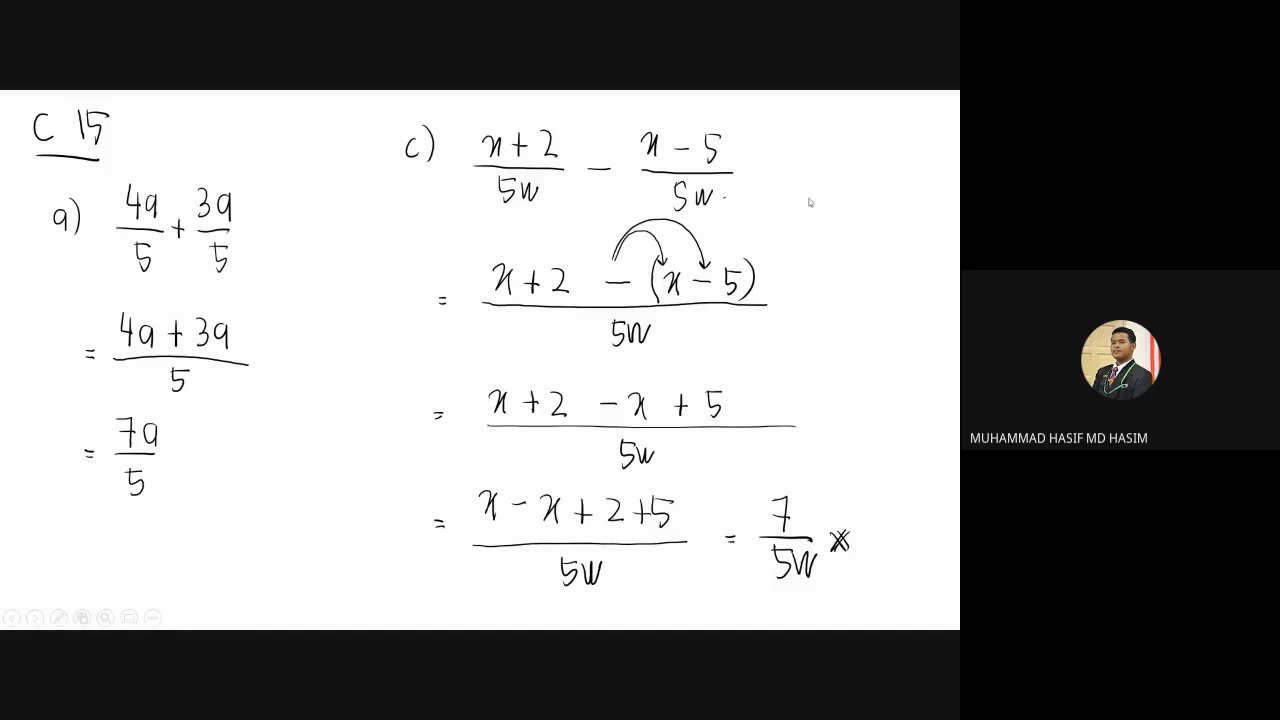 C 15
a) 4a/5 + 3a/5
= (4a + 3a)/5
= 7a/5
c) (x + 2)/5w − (x − 5)/5w
= (x + 2 − (x − 5))/5w
= (x + 2 − x + 5)/5w
= (x − x + 2 + 5)/5w = 7/5w
MUHAMMAD HASIF MD HASIM